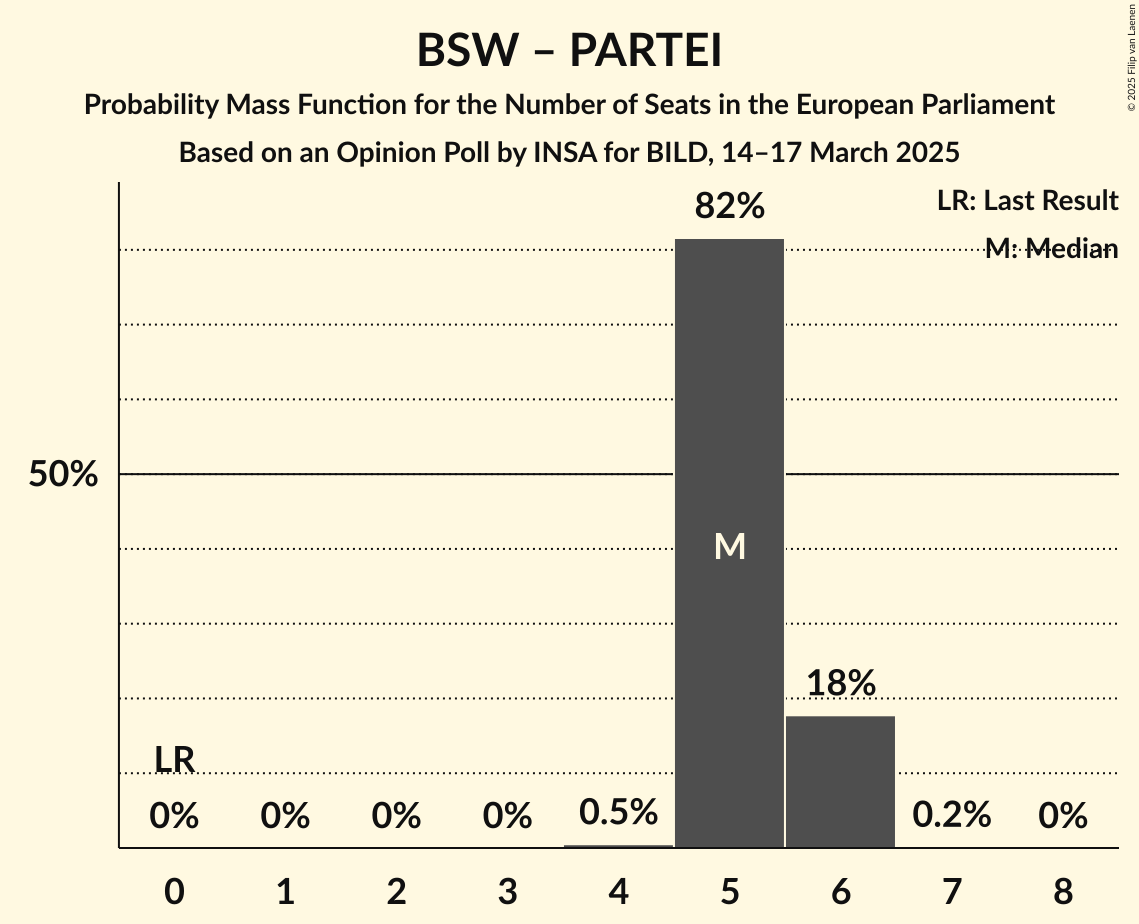 BSW – PARTEI
Probability Mass Function for the Number of Seats in the European Parliament
Based on an Opinion Poll by INSA for BILD, 14–17 March 2025
© 2025 Filip van Laenen
LR: Last Result
M: Median
82%
50%
M
18%
LR
0%
0%
0%
0%
0.5%
0.2%
0%
0 1 2 3 4 5 6 7 8